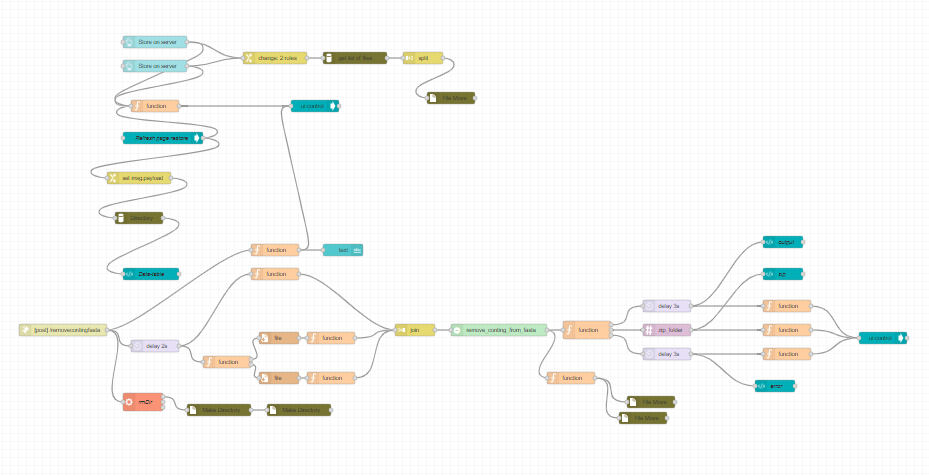 Store on server
change: 2 rules
get list of files
split
Store on server
File Move
function
ui control
Refresh page restore
set msg.payload
Directory
output
function
text
Data-table
function
zip
delay 3s
function
[post] /removecontigfasta
function
zip_folder
function
join
remove_contig_from_fasta
file
function
ui control
delay 2s
function
delay 3s
function
file
function
function
error
rmDir
File Move
Make Directory
Make Directory
File Move